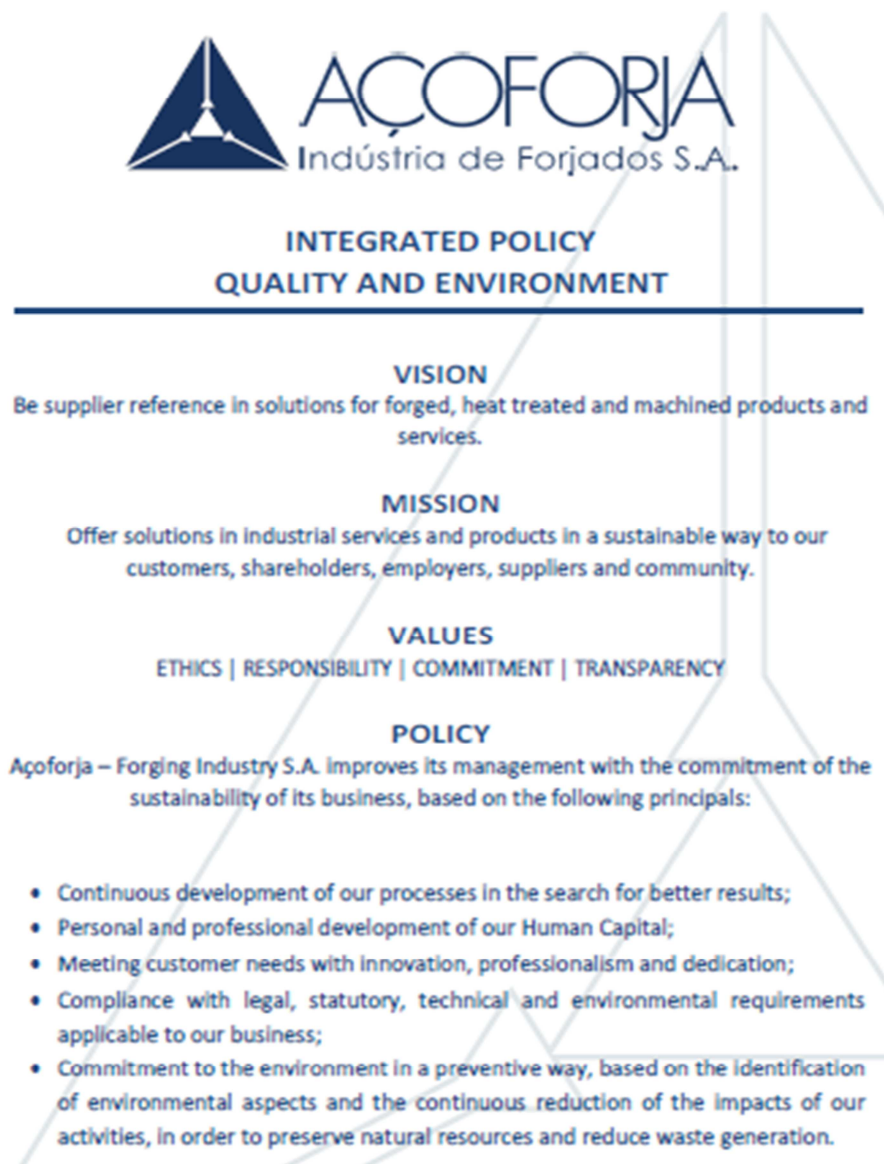 AÇOFORJA
Indústria de Forjados S.A.
INTEGRATED POLICY
QUALITY AND ENVIRONMENT
VISION
Be supplier reference in solutions for forged, heat treated and machined products and
services.
MISSION
Offer solutions in industrial services and products in a sustainable way to our
customers, shareholders, employers, suppliers and community.
VALUES
ETHICS | RESPONSIBILITY | COMMITMENT | TRANSPARENCY
POLICY
Açoforja – Forging Industry S.A. improves its management with the commitment of the
sustainability of its business, based on the following principals:
• Continuous development of our processes in the search for better results;
• Personal and professional development of our Human Capital;
• Meeting customer needs with innovation, professionalism and dedication;
• Compliance with legal, statutory, technical and environmental requirements
applicable to our business;
• Commitment to the environment in a preventive way, based on the identification
of environmental aspects and the continuous reduction of the impacts of our
activities, in order to preserve natural resources and reduce waste generation.